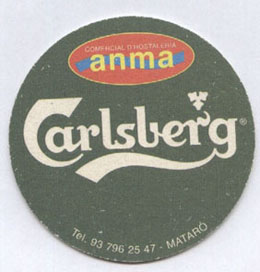 COMERCIAL D'HOSTALERIA
anma
Carlsberg®
Tel. 93 796 25 47 - MATARÓ